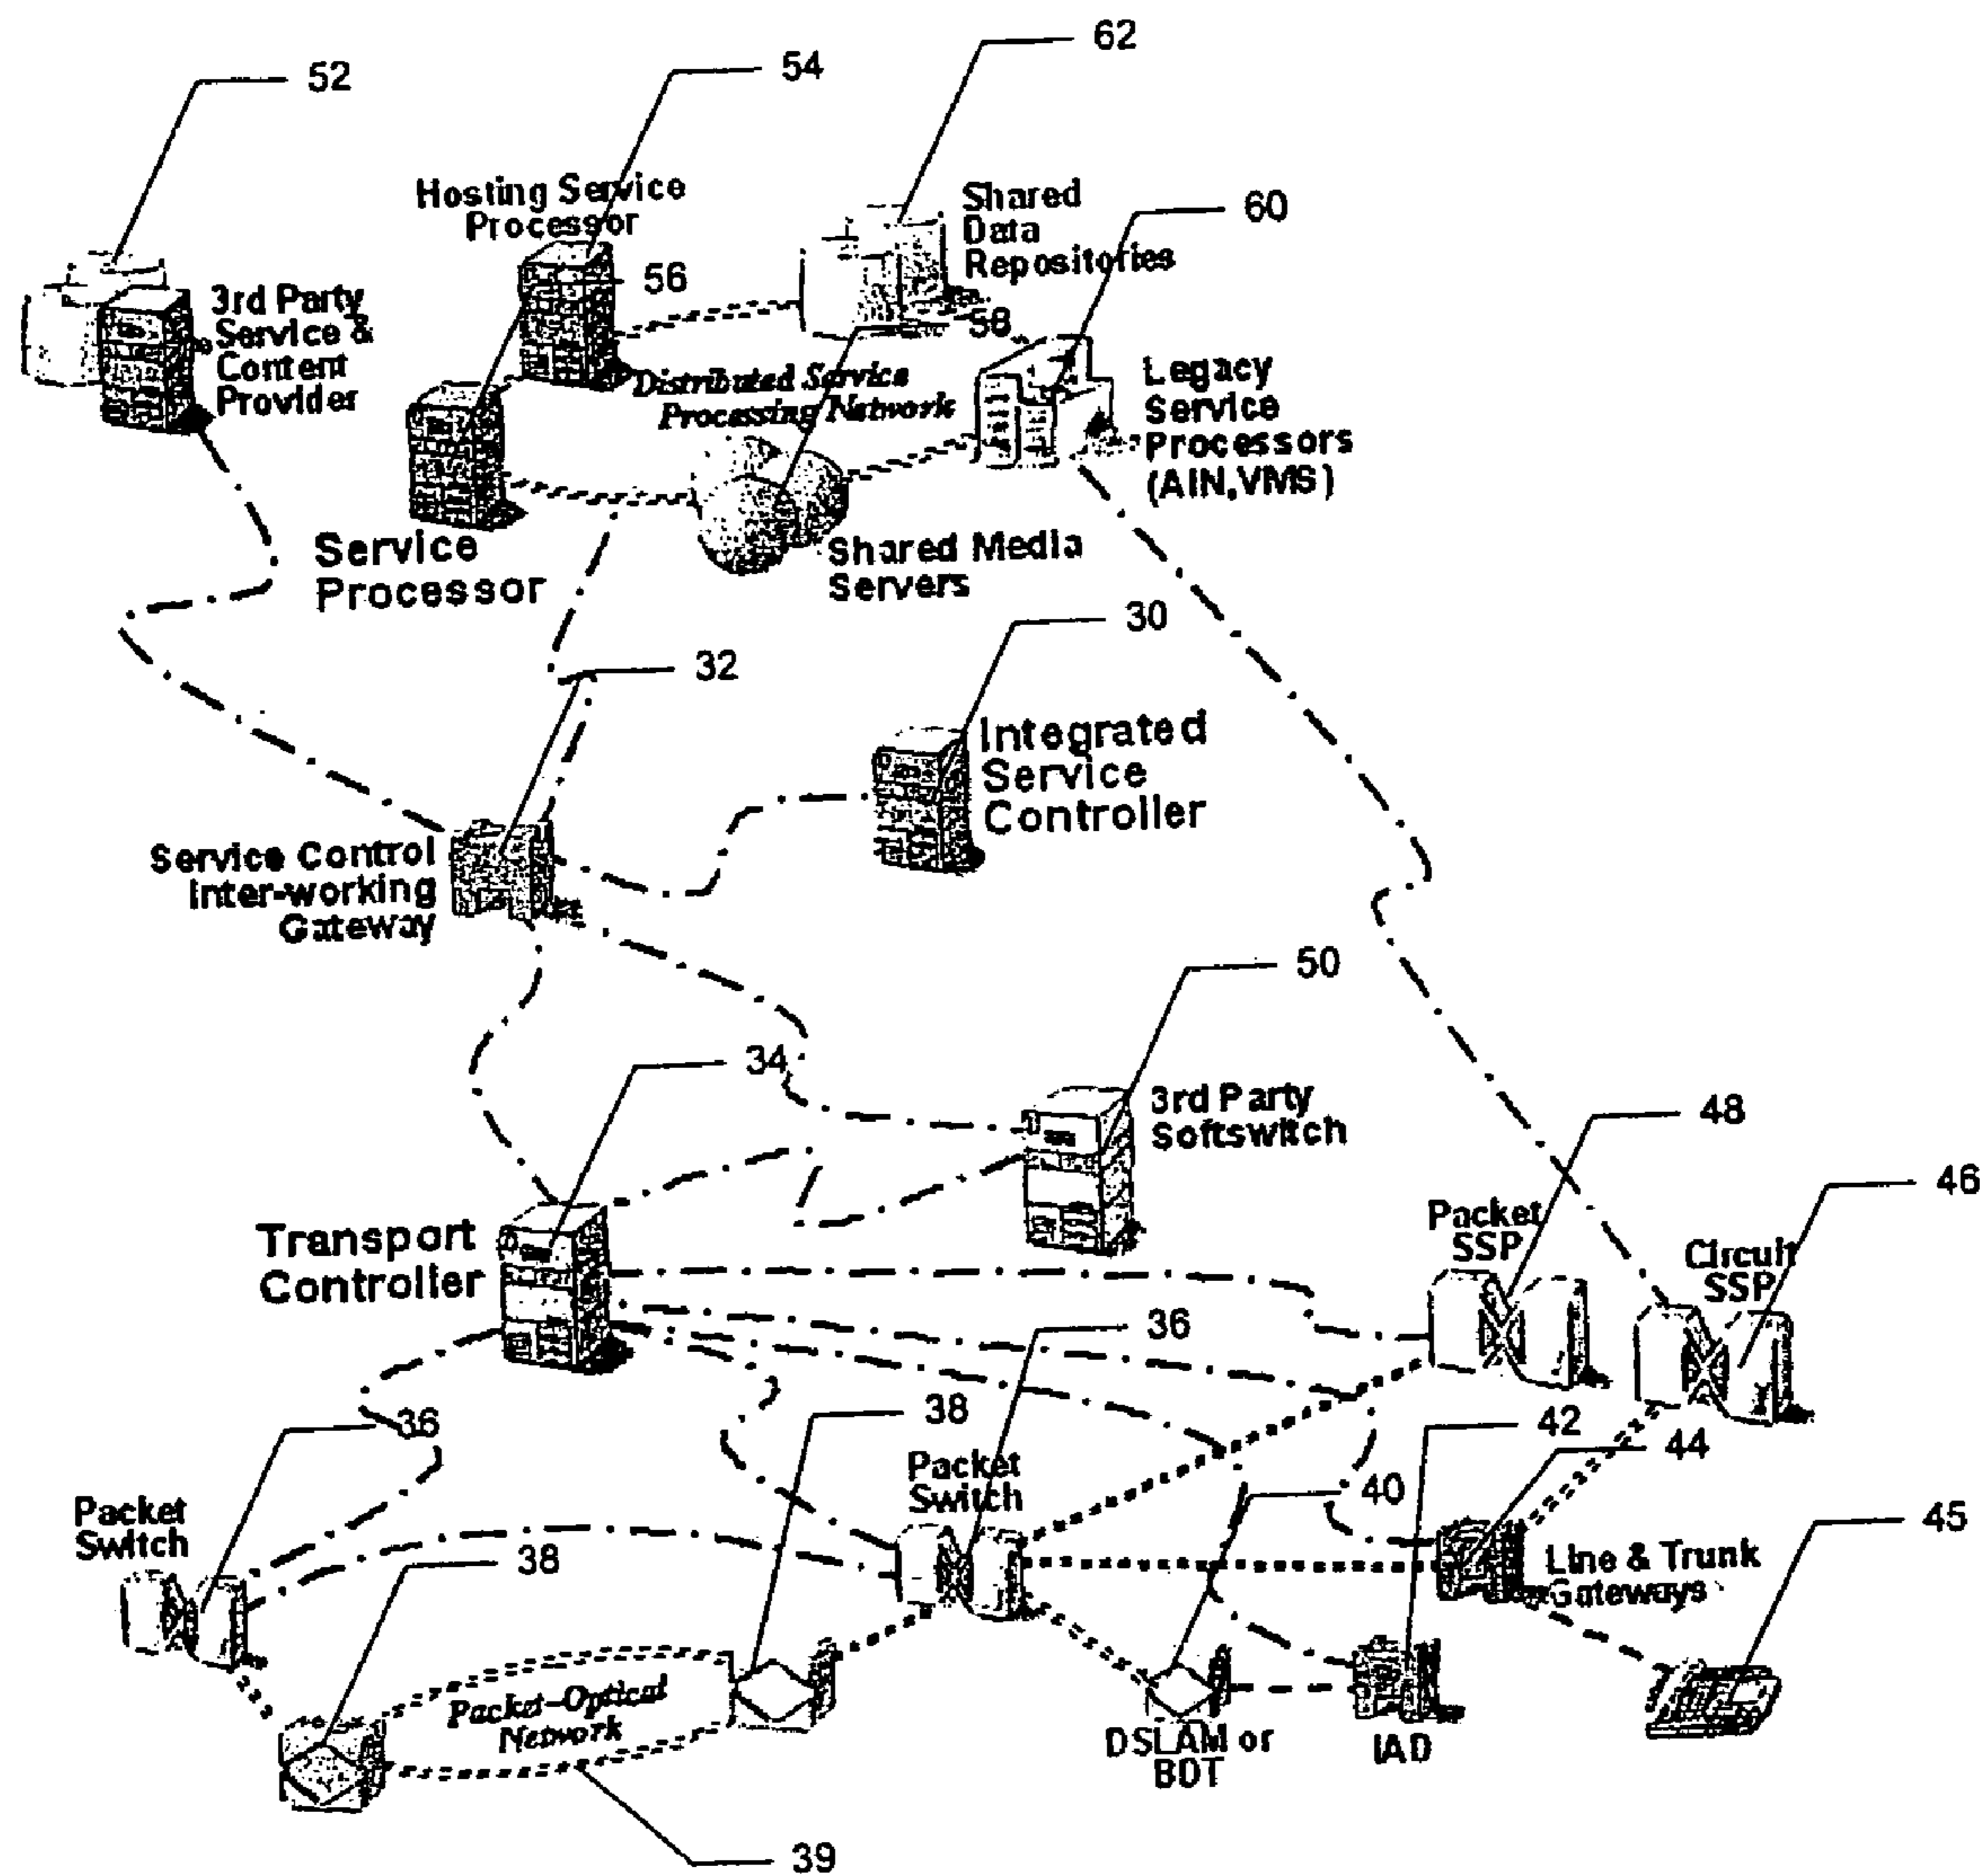 62
54
52
Hosting Service
Processor
Shared
Data
Repositories
60
56
3rd Party
Service &
Content
Provider
58
Distributed Service
Processing Network
Legacy
Service
Processors
(AIN,VMS)
Service
Processor
Shared Media
Servers
30
32
Integrated
Service
Controller
Service Control
Inter-working
Gateway
50
34
3rd Party
Softswitch
48
46
Packet
SSP
Circuit
SSP
Transport
Controller
36
38
36
42
44
Packet
Switch
40
45
Packet
Switch
38
Line & Trunk
Gateways
Packet-Optical
Network
DSLAM or
BDT
IAD
39